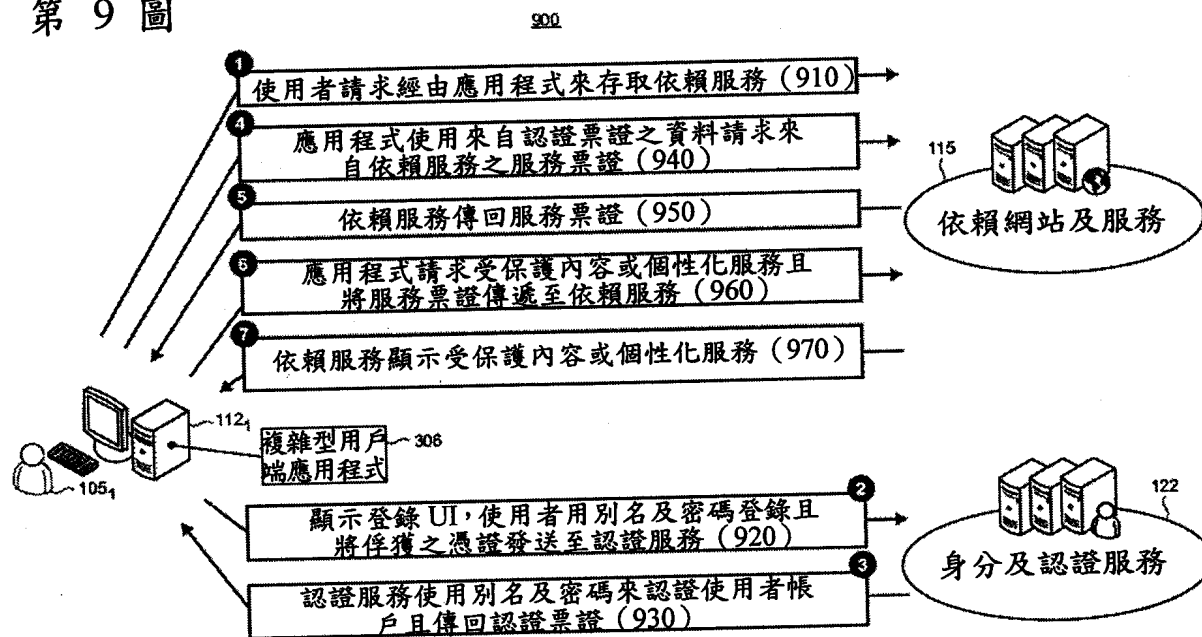 第 9 圖
900
1
使用者請求經由應用程式來存取依賴服務(910)
4
應用程式使用來自認證票證之資料請求來
自依賴服務之服務票證(940)
5
依賴服務傳回服務票證(950)
6
應用程式請求受保護內容或個性化服務且
將服務票證傳遞至依賴服務(960)
7
依賴服務顯示受保護內容或個性化服務(970)
115
依賴網站及服務
112₁
複雜型用戶
端應用程式
306
105₁
2
顯示登錄 UI,使用者用別名及密碼登錄且
將俘獲之憑證發送至認證服務(920)
3
認證服務使用別名及密碼來認證使用者帳
戶且傳回認證票證(930)
122
身分及認證服務